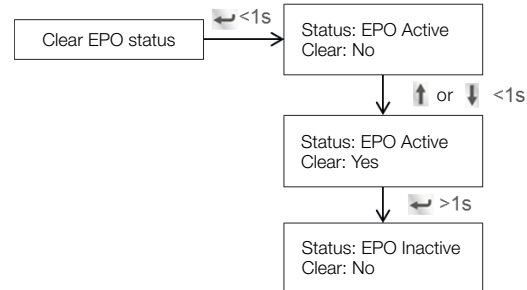 Clear EPO status
<1s
Status: EPO Active
Clear: No
or <1s
Status: EPO Active
Clear: Yes
>1s
Status: EPO Inactive
Clear: No